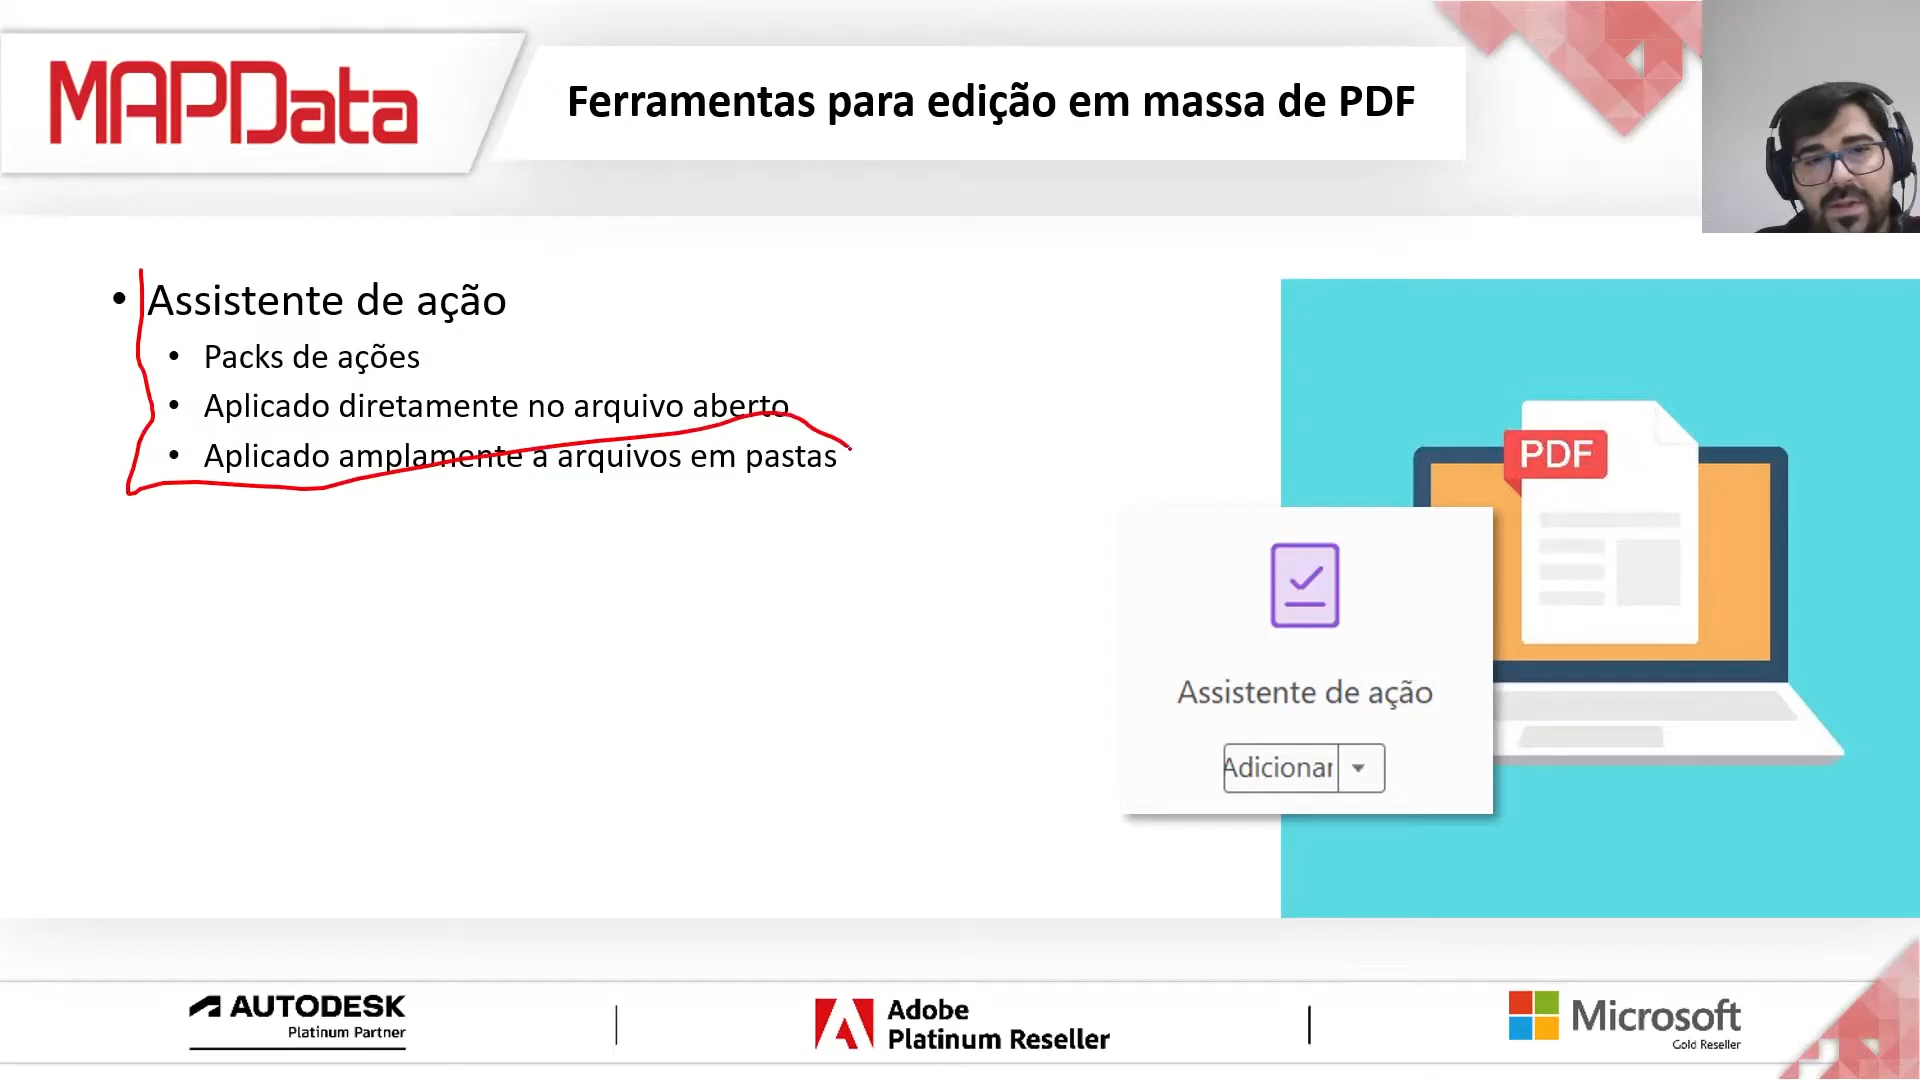 MAPData
Ferramentas para edição em massa de PDF
• Assistente de ação
• Packs de ações
• Aplicado diretamente no arquivo aberto
• Aplicado amplamente a arquivos em pastas
PDF
Assistente de ação
Adicionar
AUTODESK
Platinum Partner
Adobe
Platinum Reseller
Microsoft
Gold Reseller